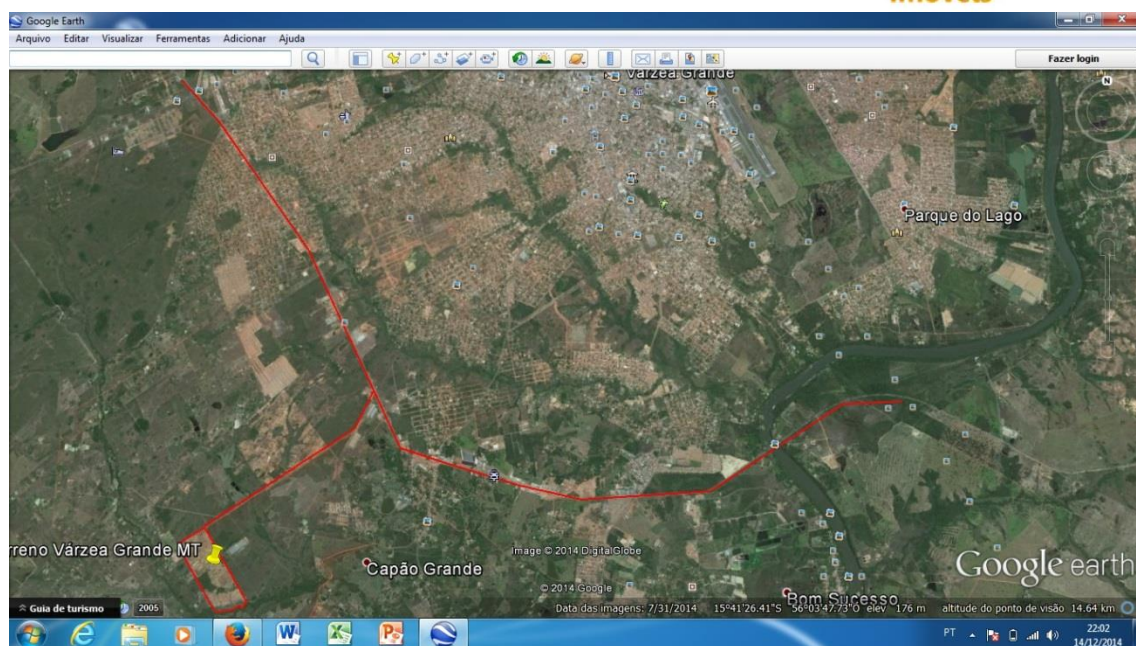 imóveis
Google Earth
Arquivo Editar Visualizar Ferramentas Adicionar Ajuda
Fazer login
Várzea Grande
N
Parque do Lago
rreno Várzea Grande MT
Capão Grande
Image © 2014 DigitalGlobe
© 2014 Google
Google earth
Bom Sucesso
Guia de turismo 2005
Data das imagens: 7/31/2014 15°41'26.41"S 56°03'47.73"O elev 176 m altitude do ponto de visão 14.64 km
PT 22:02
14/12/2014